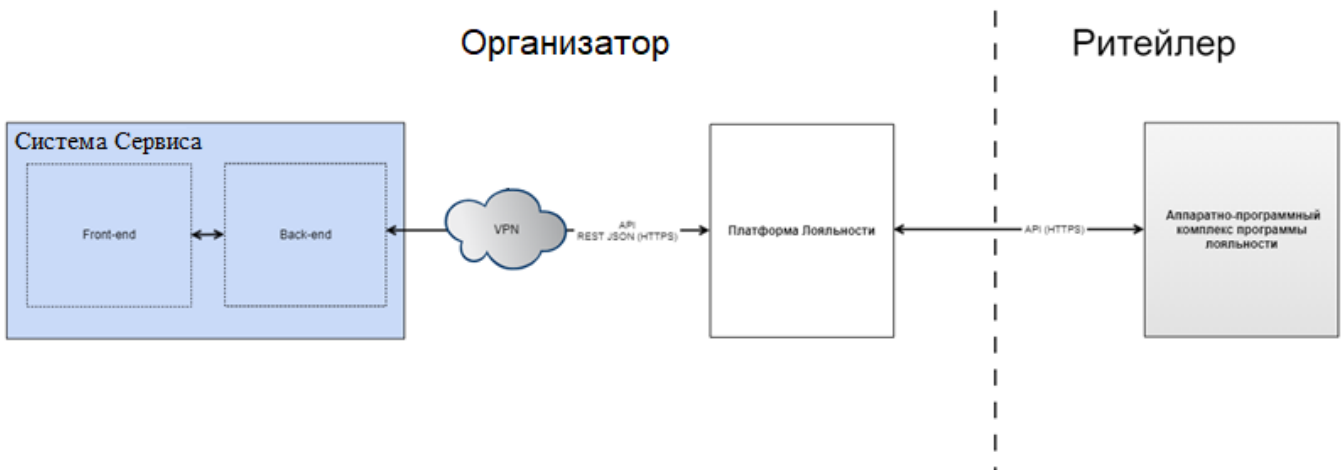 Организатор
Ритейлер
Система Сервиса
Front-end
Back-end
VPN
API
REST JSON (HTTPS)
Платформа Лояльности
API (HTTPS)
Аппаратно-программный
комплекс программы
лояльности